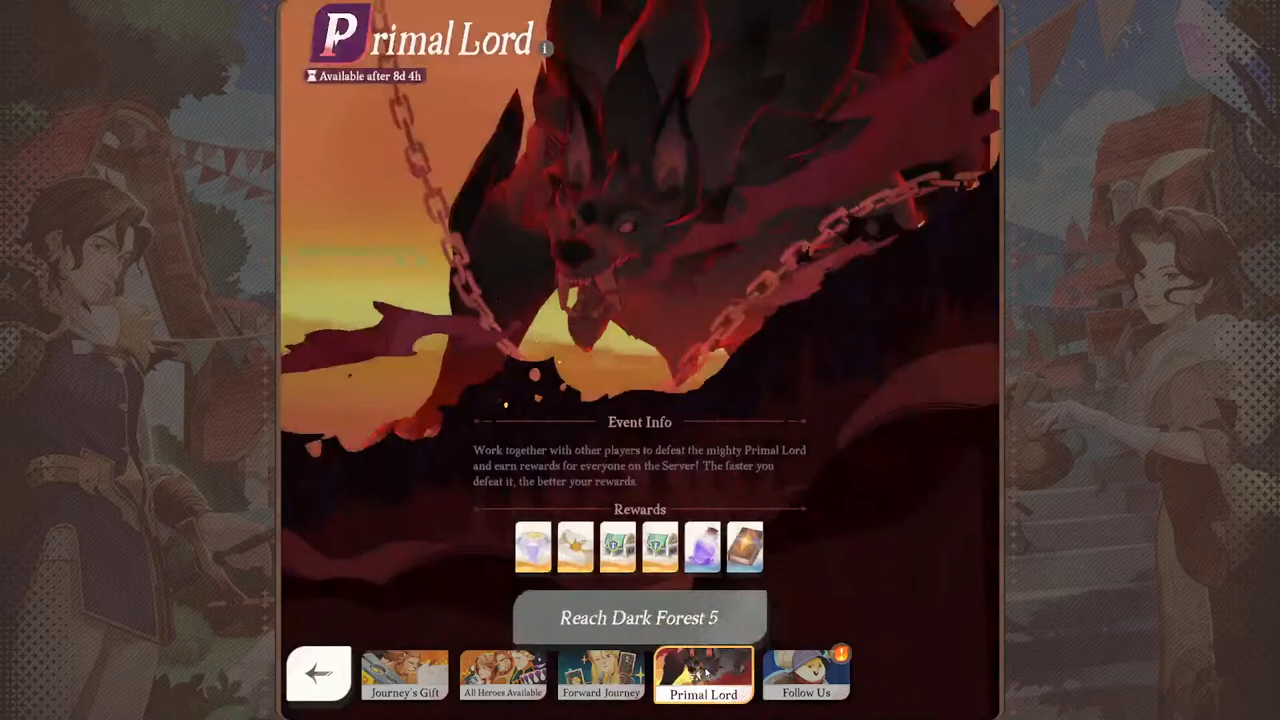 Primal Lord
i
Available after 8d 4h
Event Info
Work together with other players to defeat the mighty Primal Lord
and earn rewards for everyone on the Server! The faster you
defeat it, the better your rewards.
Rewards
Reach Dark Forest 5
Journey's Gift
All Heroes Available
Forward Journey
Primal Lord
Follow Us
!